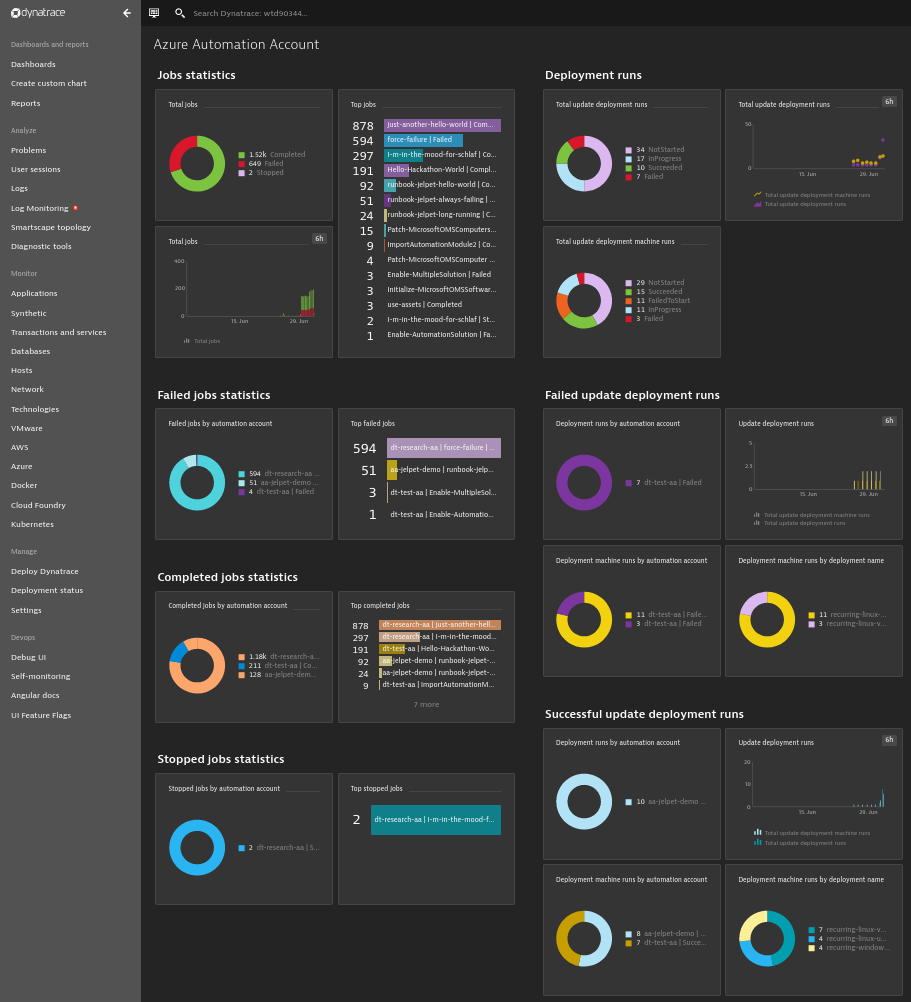 dynatrace
Search Dynatrace: wtd90344...
Dashboards and reports
Dashboards
Create custom chart
Reports
Analyze
Problems
User sessions
Logs
Log Monitoring
Smartscape topology
Diagnostic tools
Monitor
Applications
Synthetic
Transactions and services
Databases
Hosts
Network
Technologies
VMware
AWS
Azure
Docker
Cloud Foundry
Kubernetes
Manage
Deploy Dynatrace
Deployment status
Settings
Devops
Debug UI
Self-monitoring
Angular docs
UI Feature Flags
Azure Automation Account
Jobs statistics
Total jobs
1.52k Completed
649 Failed
2 Stopped
Total jobs
6h
400
200
0
15. Jun
29. Jun
Total jobs
Top jobs
878 just-another-hello-world | Com...
594 force-failure | Failed
297 i-m-in-the-mood-for-schlaf | Co...
191 Hello-Hackathon-World | Compl...
92 runbook-jelpet-hello-world | Co...
51 runbook-jelpet-always-failing | ...
24 runbook-jelpet-long-running | C...
15 Patch-MicrosoftOMSComputers...
9 ImportAutomationModule2 | Co...
4 Patch-MicrosoftOMSComputer ...
3 Enable-MultipleSolution | Failed
3 Initialize-MicrosoftOMSSoftwar...
3 use-assets | Completed
2 i-m-in-the-mood-for-schlaf | St...
1 Enable-AutomationSolution | Fa...
Failed jobs statistics
Failed jobs by automation account
594 dt-research-aa ...
51 aa-jelpet-demo ...
4 dt-test-aa | Failed
Top failed jobs
594 dt-research-aa | force-failure | ...
51 aa-jelpet-demo | runbook-jelp...
3 dt-test-aa | Enable-MultipleSol...
1 dt-test-aa | Enable-Automatio...
Completed jobs statistics
Completed jobs by automation account
1.18k dt-research-a...
211 dt-test-aa | Co...
128 aa-jelpet-dem...
Top completed jobs
878 dt-research-aa | just-another-hell...
297 dt-research-aa | i-m-in-the-mood...
191 dt-test-aa | Hello-Hackathon-Wo...
92 aa-jelpet-demo | runbook-jelpet-...
24 aa-jelpet-demo | runbook-jelpet-...
9 dt-test-aa | ImportAutomationM...
7 more
Stopped jobs statistics
Stopped jobs by automation account
2 dt-research-aa | S...
Top stopped jobs
2 dt-research-aa | i-m-in-the-mood-f...
Deployment runs
Total update deployment runs
34 NotStarted
17 InProgress
10 Succeeded
7 Failed
Total update deployment runs
6h
50
0
15. Jun
29. Jun
Total update deployment machine runs
Total update deployment runs
Total update deployment machine runs
29 NotStarted
15 Succeeded
11 FailedToStart
11 InProgress
3 Failed
Failed update deployment runs
Deployment runs by automation account
7 dt-test-aa | Failed
Update deployment runs
6h
5
2.5
0
15. Jun
29. Jun
Total update deployment machine runs
Total update deployment runs
Deployment machine runs by automation account
11 dt-test-aa | Faile...
3 dt-test-aa | Failed
Deployment machine runs by deployment name
11 recurring-linux-...
3 recurring-linux-v...
Successful update deployment runs
Deployment runs by automation account
10 aa-jelpet-demo ...
Update deployment runs
6h
20
10
0
15. Jun
29. Jun
Total update deployment machine runs
Total update deployment runs
Deployment machine runs by automation account
8 aa-jelpet-demo | ...
7 dt-test-aa | Succe...
Deployment machine runs by deployment name
7 recurring-linux-v...
4 recurring-linux-u...
4 recurring-window...